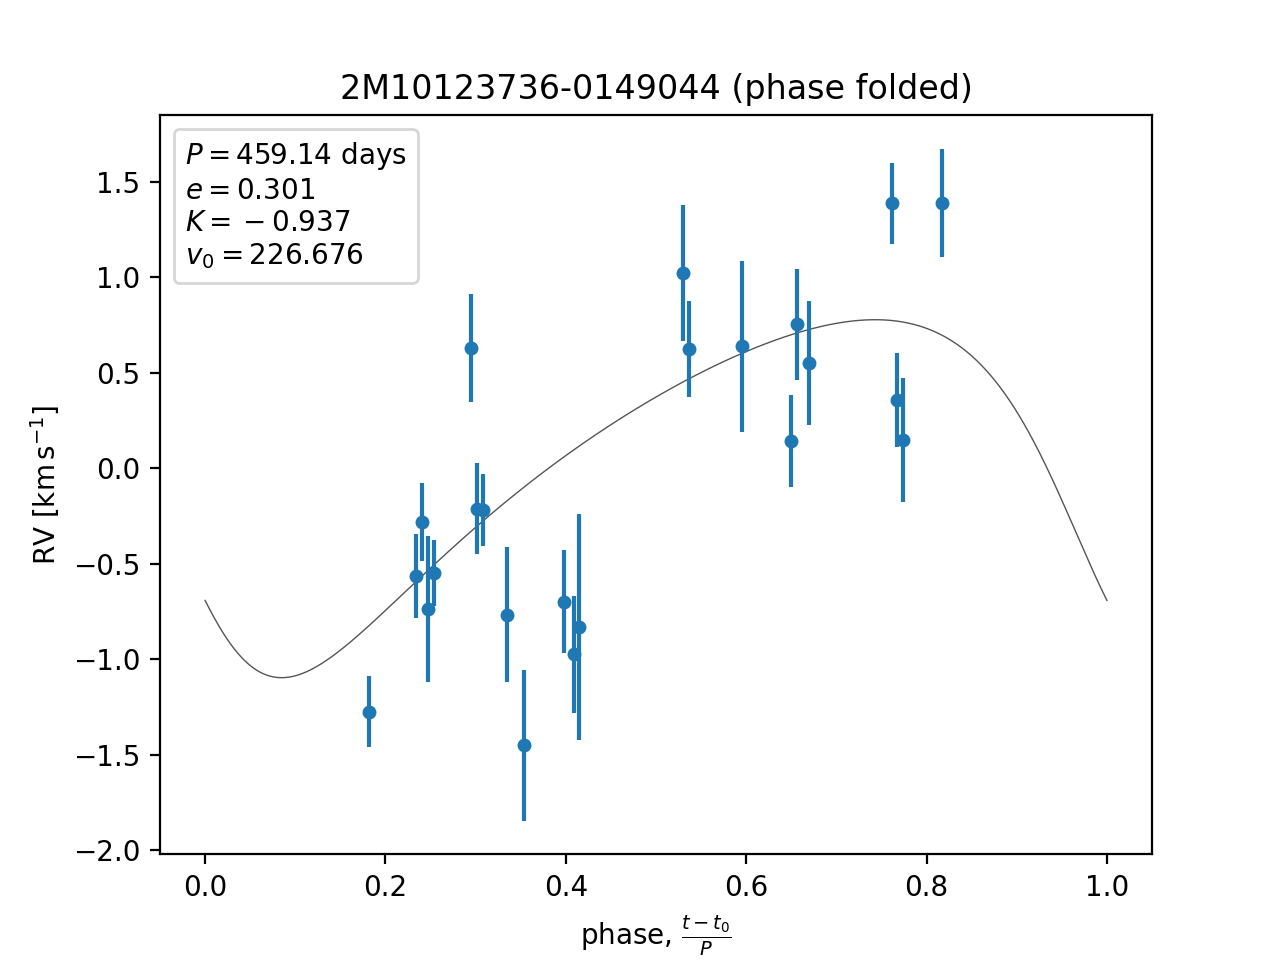 2M10123736-0149044 (phase folded)
P = 459.14 days
e = 0.301
K = −0.937
v₀ = 226.676
RV [km s⁻¹]
1.5
1.0
0.5
0.0
−0.5
−1.0
−1.5
−2.0
0.0 0.2 0.4 0.6 0.8 1.0
phase, (t − t₀)/P